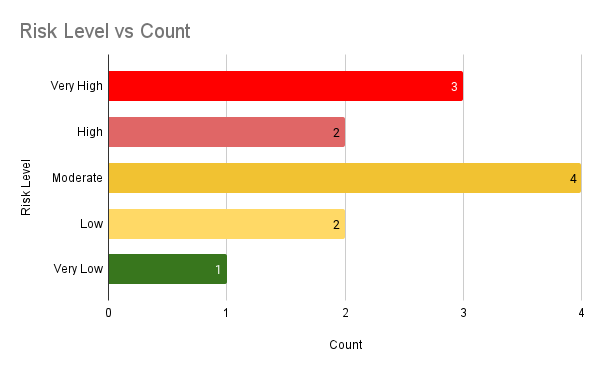 Risk Level vs Count
Risk Level
Very High
3
High
2
Moderate
4
Low
2
Very Low
1
0 1 2 3 4
Count